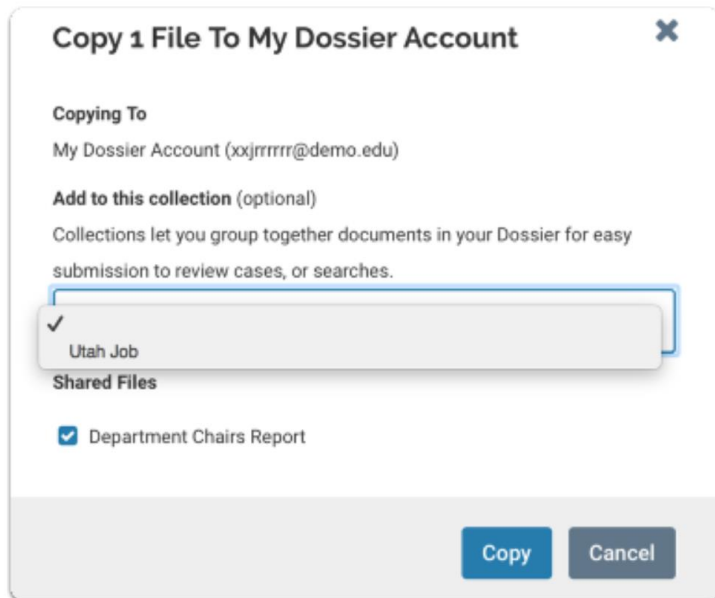 Copy 1 File To My Dossier Account
Copying To
My Dossier Account (xxjrrrrrr@demo.edu)
Add to this collection (optional)
Collections let you group together documents in your Dossier for easy
submission to review cases, or searches.
Utah Job
Shared Files
Department Chairs Report
Copy Cancel